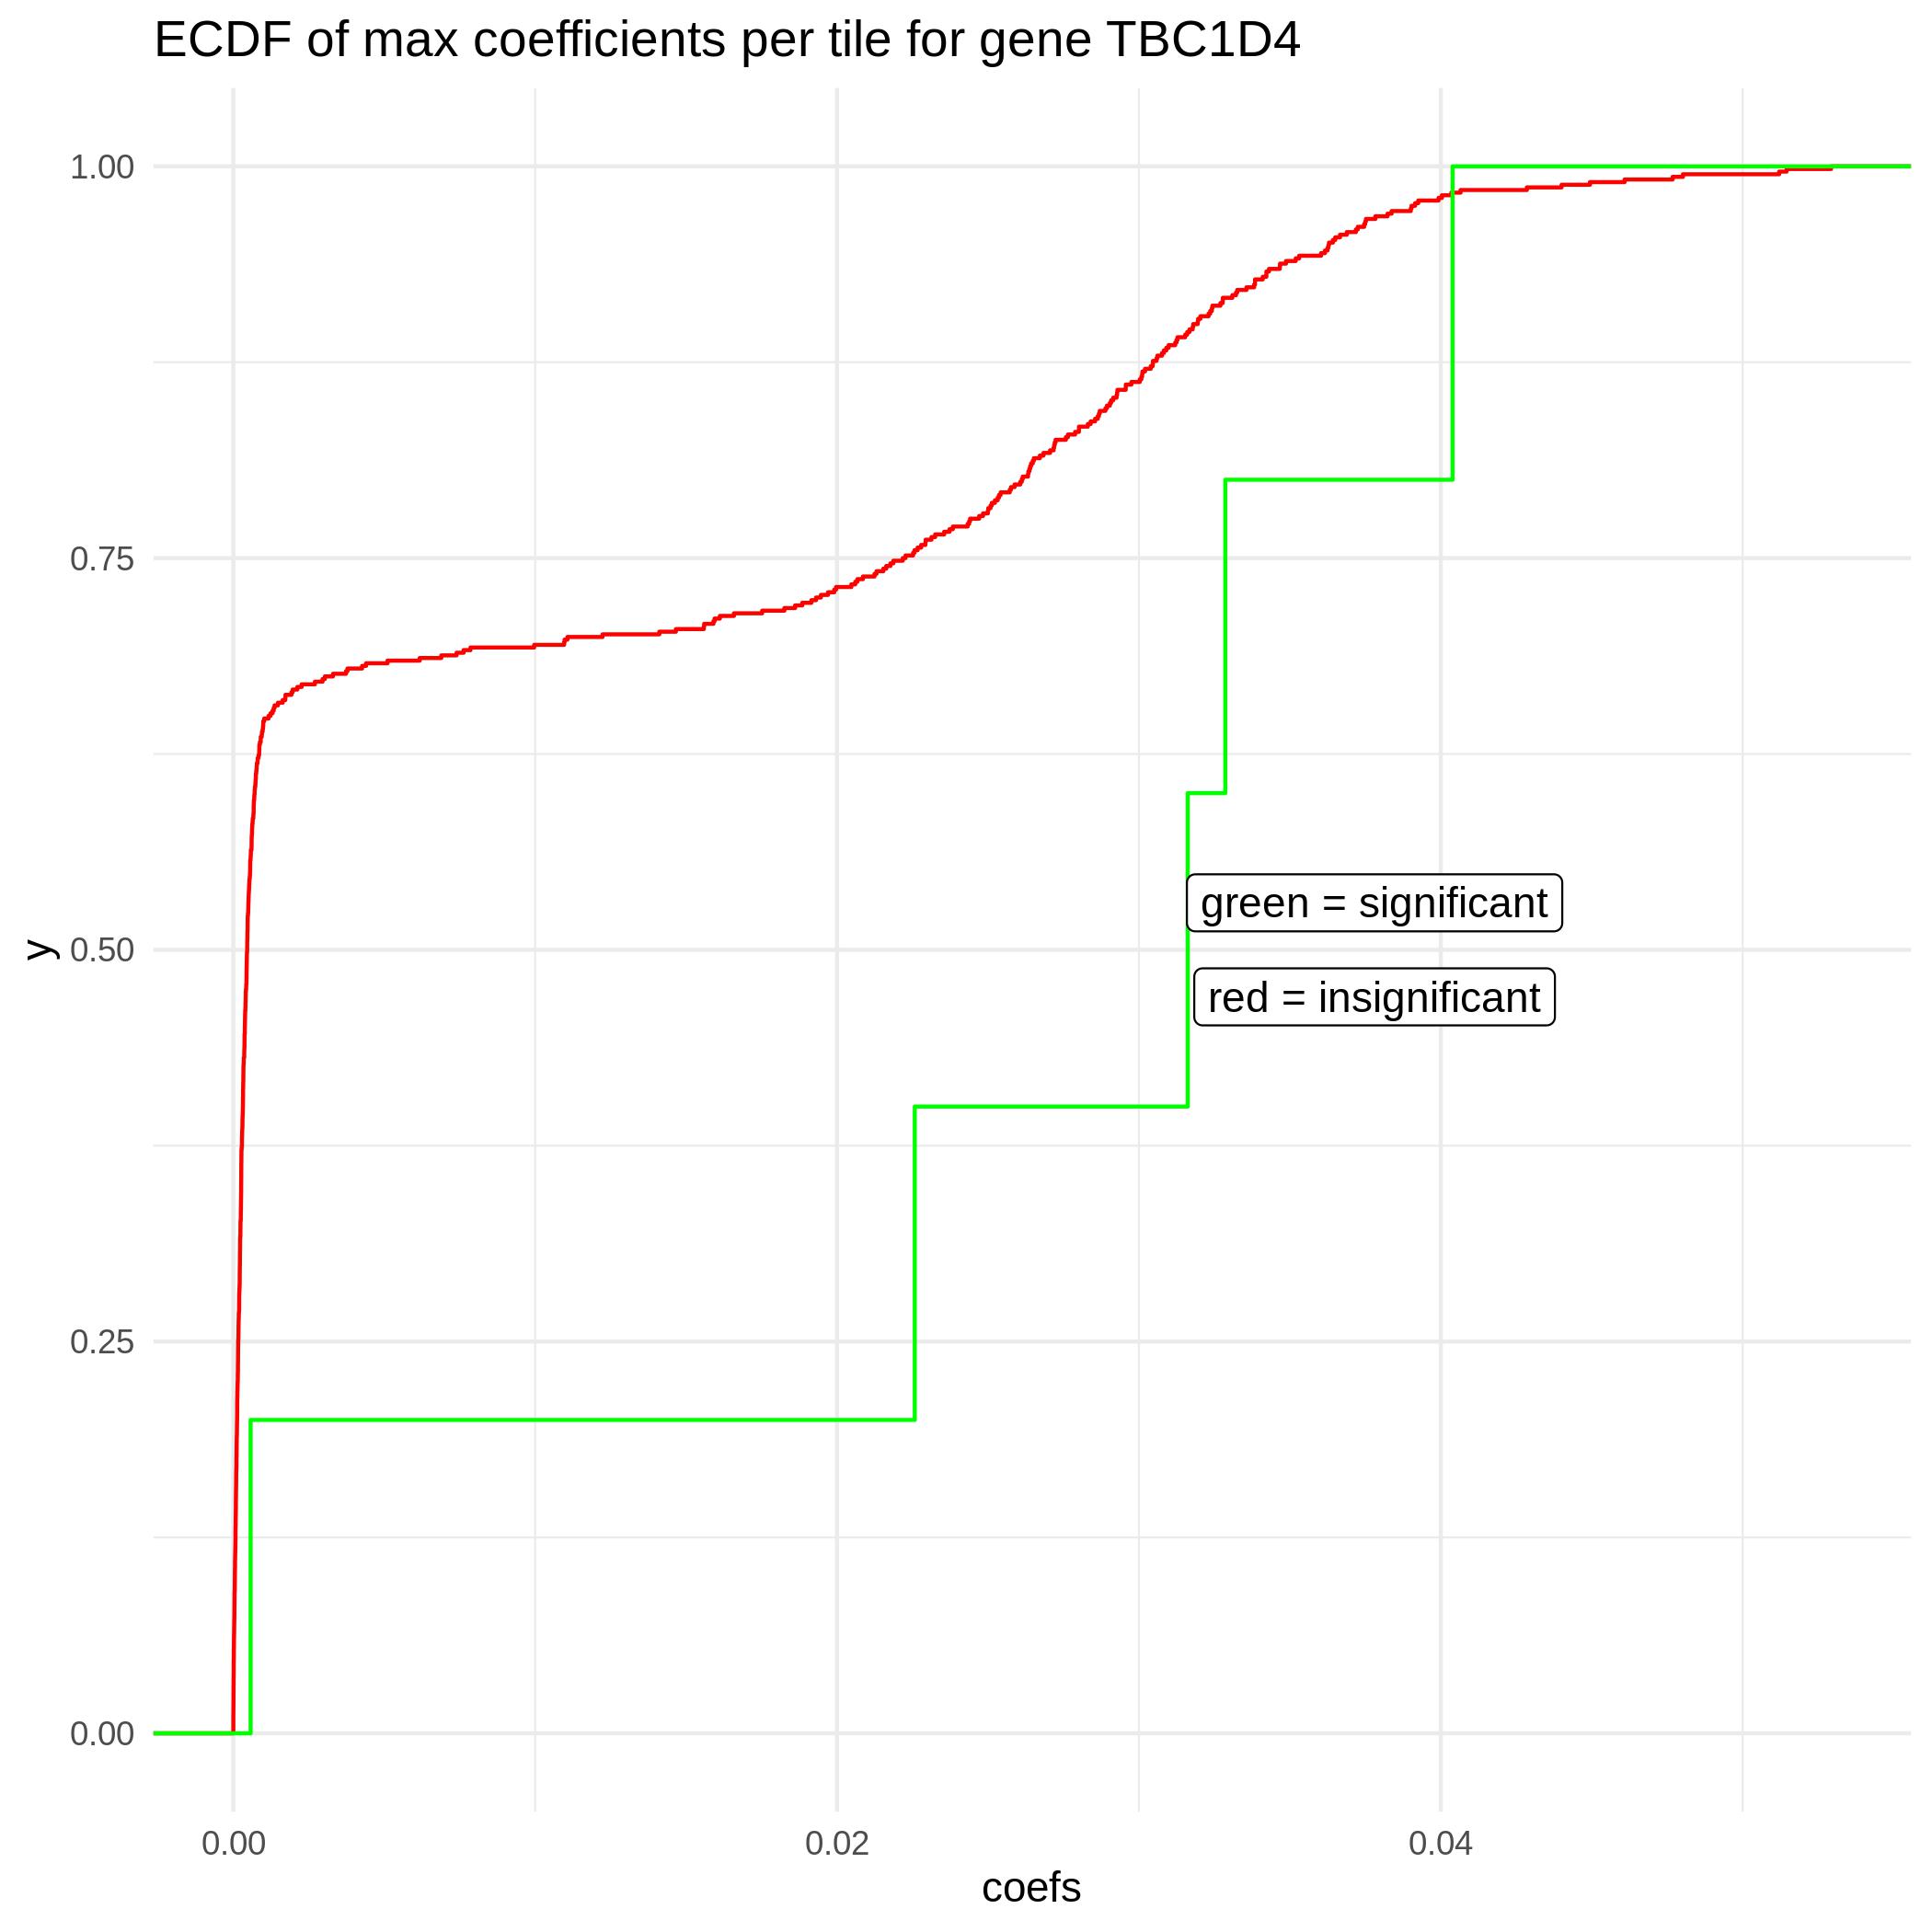 ECDF of max coefficients per tile for gene TBC1D4
1.00
0.75
0.50
0.25
0.00
y
green = significant
red = insignificant
0.00
0.02
0.04
coefs